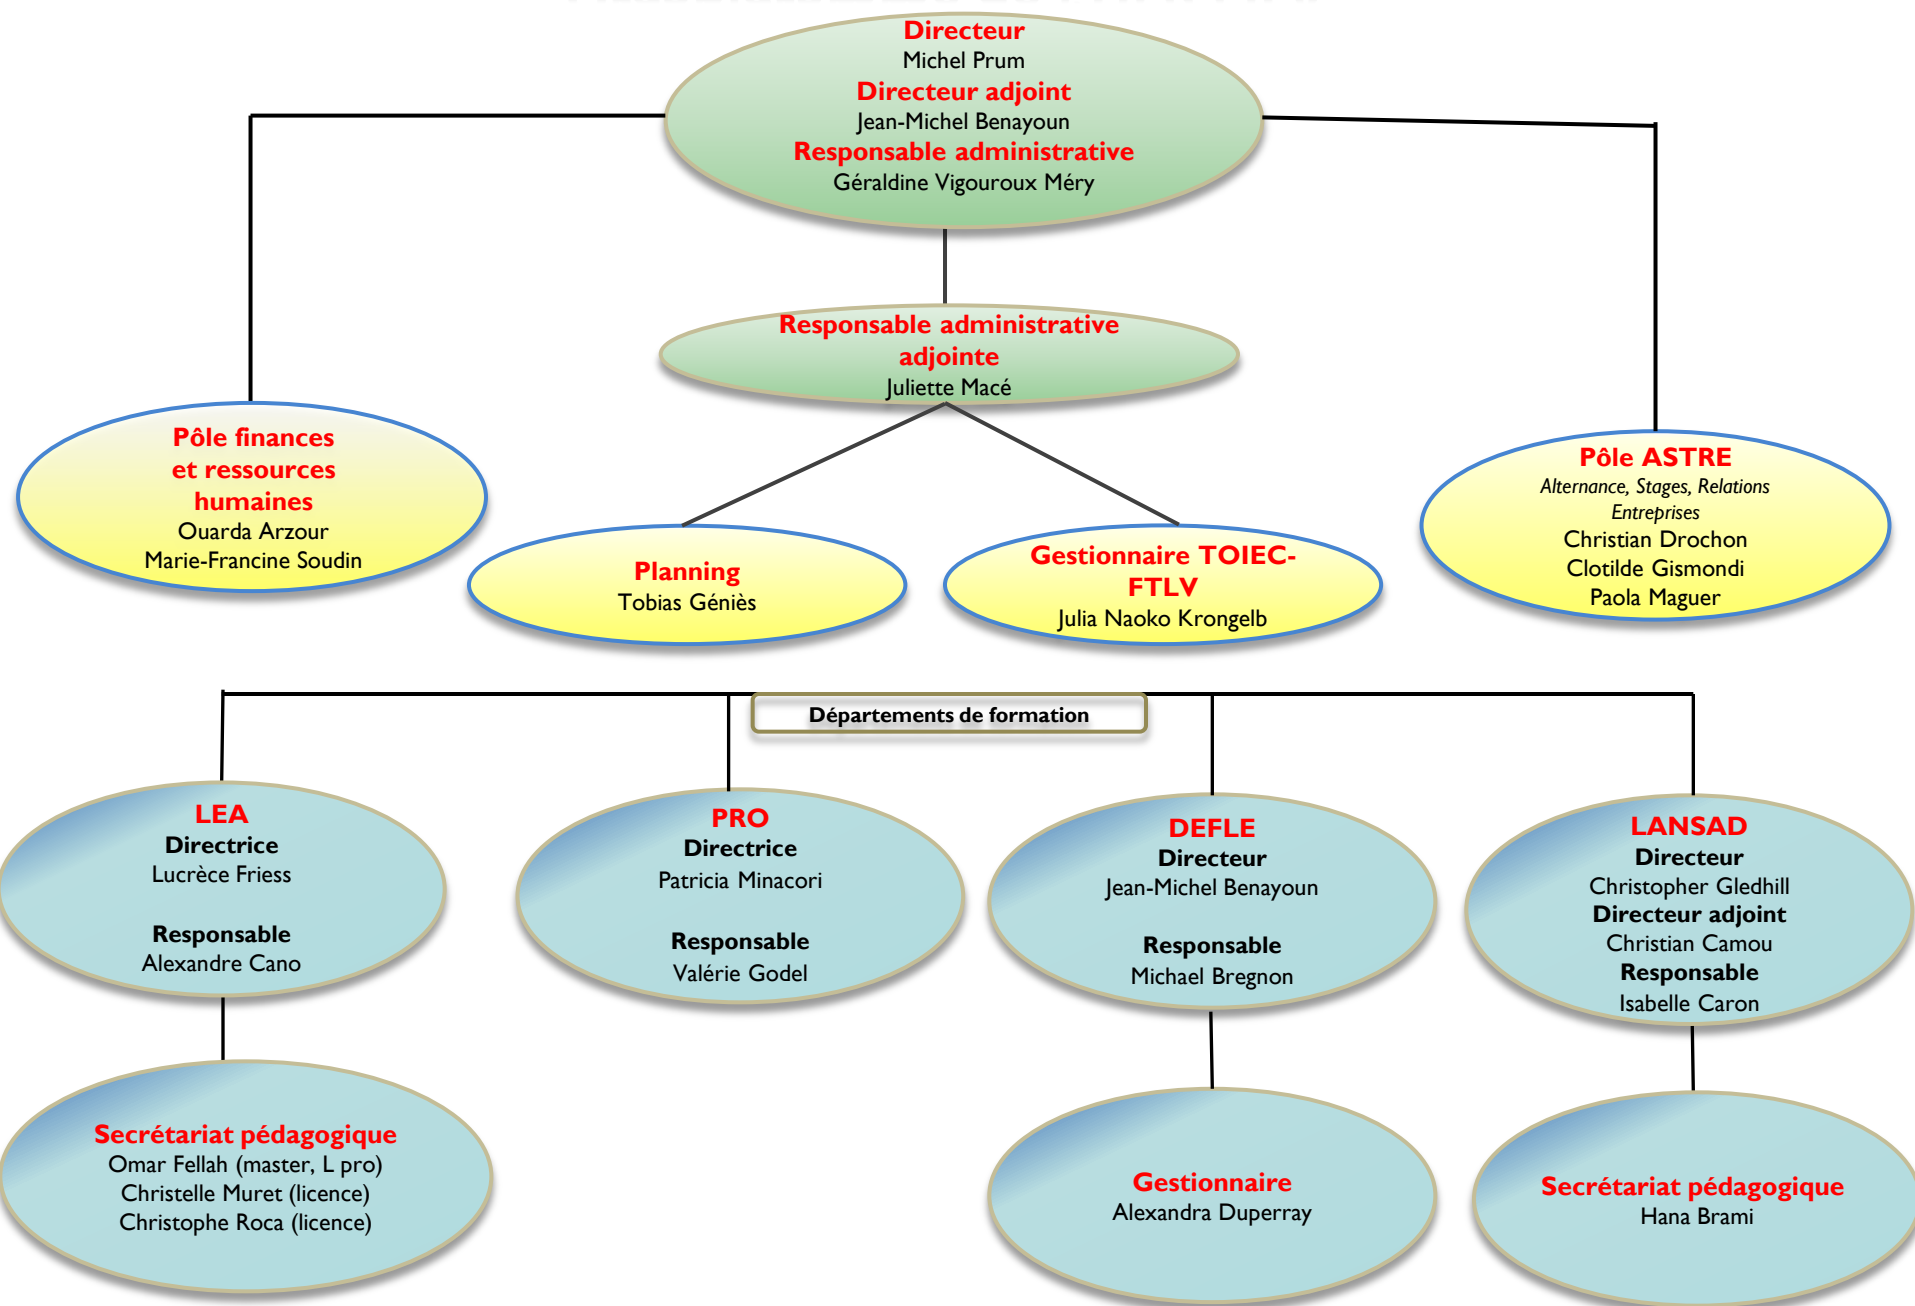 Directeur
Michel Prum
Directeur adjoint
Jean-Michel Benayoun
Responsable administrative
Géraldine Vigouroux Méry
Responsable administrative
adjointe
Juliette Macé
Pôle finances
et ressources
humaines
Ouarda Arzour
Marie-Francine Soudin
Planning
Tobias Géniès
Gestionnaire TOIEC-
FTLV
Julia Naoko Krongelb
Pôle ASTRE
Alternance, Stages, Relations
Entreprises
Christian Drochon
Clotilde Gismondi
Paola Maguer
Départements de formation
LEA
Directrice
Lucrèce Friess
Responsable
Alexandre Cano
PRO
Directrice
Patricia Minacori
Responsable
Valérie Godel
DEFLE
Directeur
Jean-Michel Benayoun
Responsable
Michael Bregnon
LANSAD
Directeur
Christopher Gledhill
Directeur adjoint
Christian Camou
Responsable
Isabelle Caron
Secrétariat pédagogique
Omar Fellah (master, L pro)
Christelle Muret (licence)
Christophe Roca (licence)
Gestionnaire
Alexandra Duperray
Secrétariat pédagogique
Hana Brami